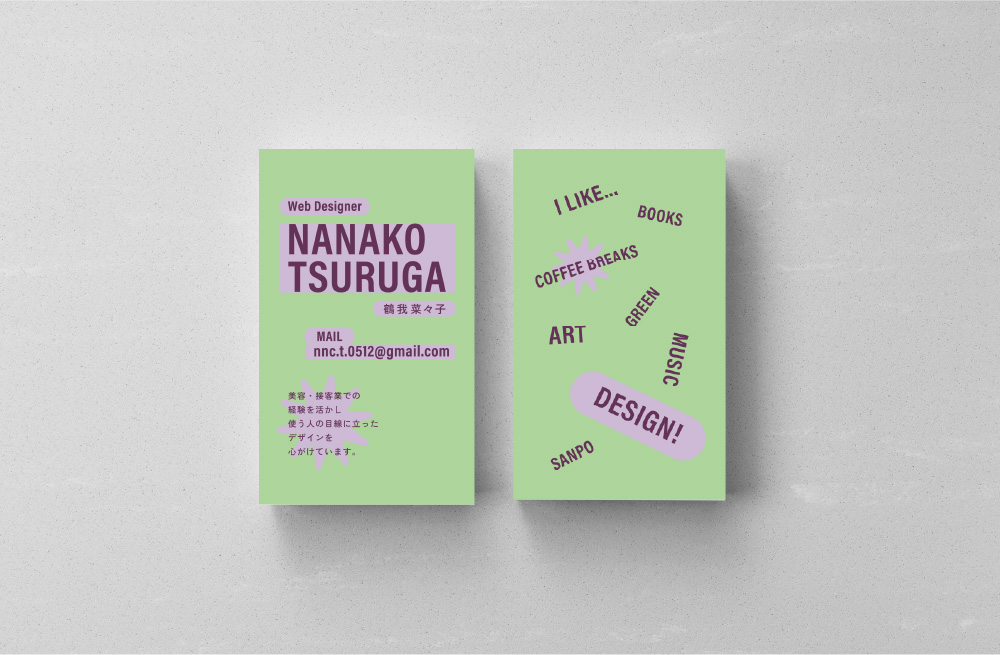 Web Designer
NANAKO
TSURUGA
鶴我菜々子
MAIL
nnc.t.0512@gmail.com
美容・接客業での
経験を活かし
使う人の目線に立った
デザインを
心がけています。
I LIKE...
BOOKS
COFFEE BREAKS
GREEN
ART
MUSIC
DESIGN!
SANPO